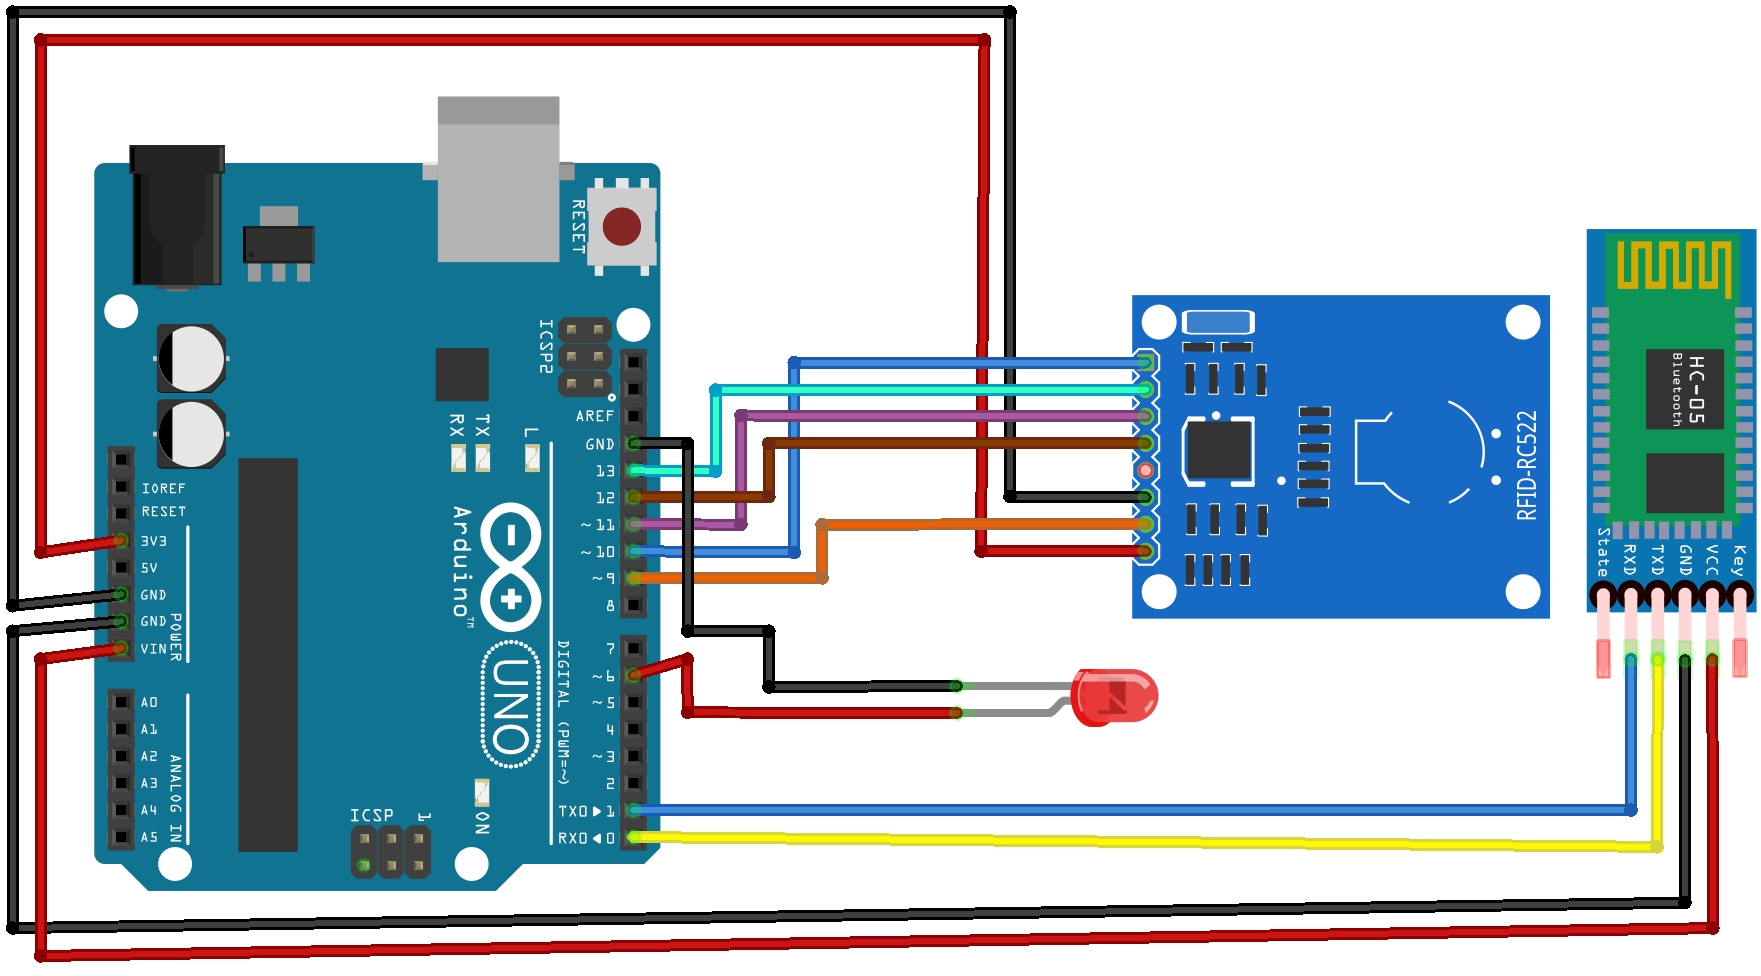 RESET
ICSP2
AREF
GND
13
12
~11
~10
~9
8
7
~6
~5
4
~3
2
TX0▶1
RX0◀0
DIGITAL (PWM=~)
RX
TX
L
Arduino™
UNO
ON
ICSP
1
IOREF
RESET
3V3
5V
GND
GND
VIN
POWER
A0
A1
A2
A3
A4
A5
ANALOG IN
RFID-RC522
HC-05
Bluetooth
State
RXD
TXD
GND
VCC
Key